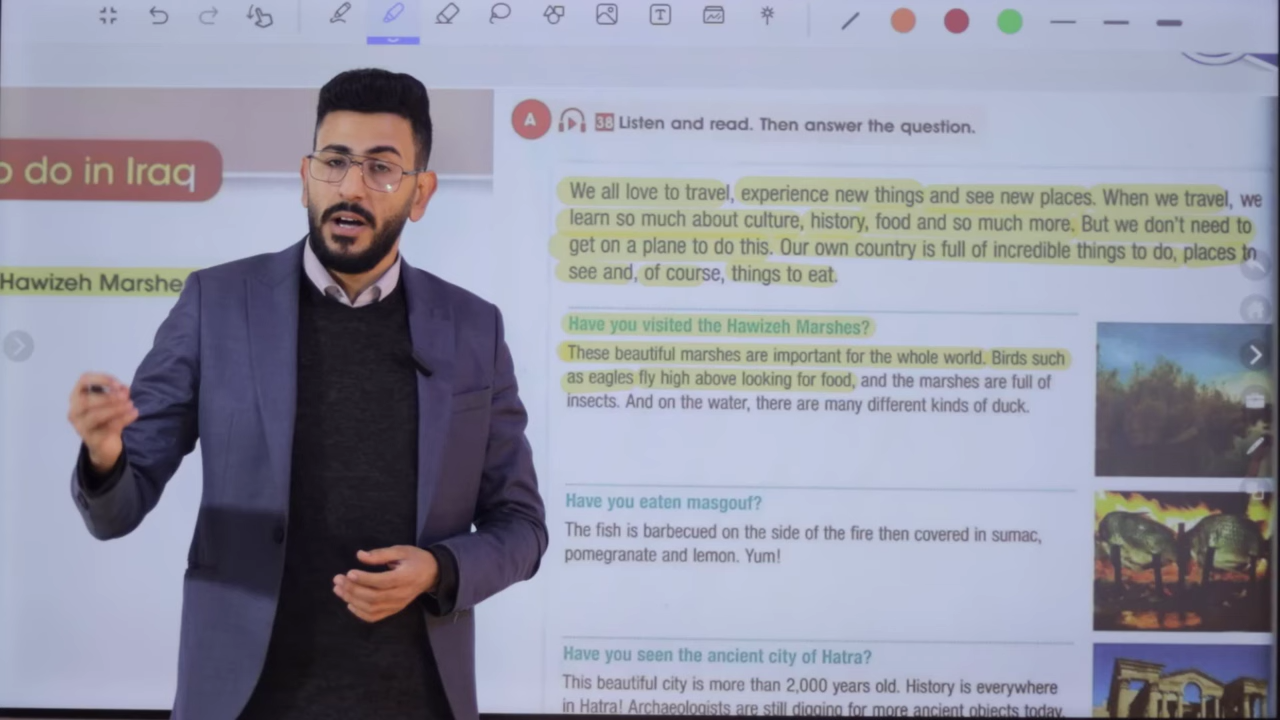 o do in Iraq
Hawizeh Marshe
A
38 Listen and read. Then answer the question.
We all love to travel, experience new things and see new places. When we travel, we
learn so much about culture, history, food and so much more. But we don't need to
get on a plane to do this. Our own country is full of incredible things to do, places to
see and, of course, things to eat.
Have you visited the Hawizeh Marshes?
These beautiful marshes are important for the whole world. Birds such
as eagles fly high above looking for food, and the marshes are full of
insects. And on the water, there are many different kinds of duck.
Have you eaten masgouf?
The fish is barbecued on the side of the fire then covered in sumac,
pomegranate and lemon. Yum!
Have you seen the ancient city of Hatra?
This beautiful city is more than 2,000 years old. History is everywhere
in Hatra! Archaeologists are still digging for more ancient objects today.